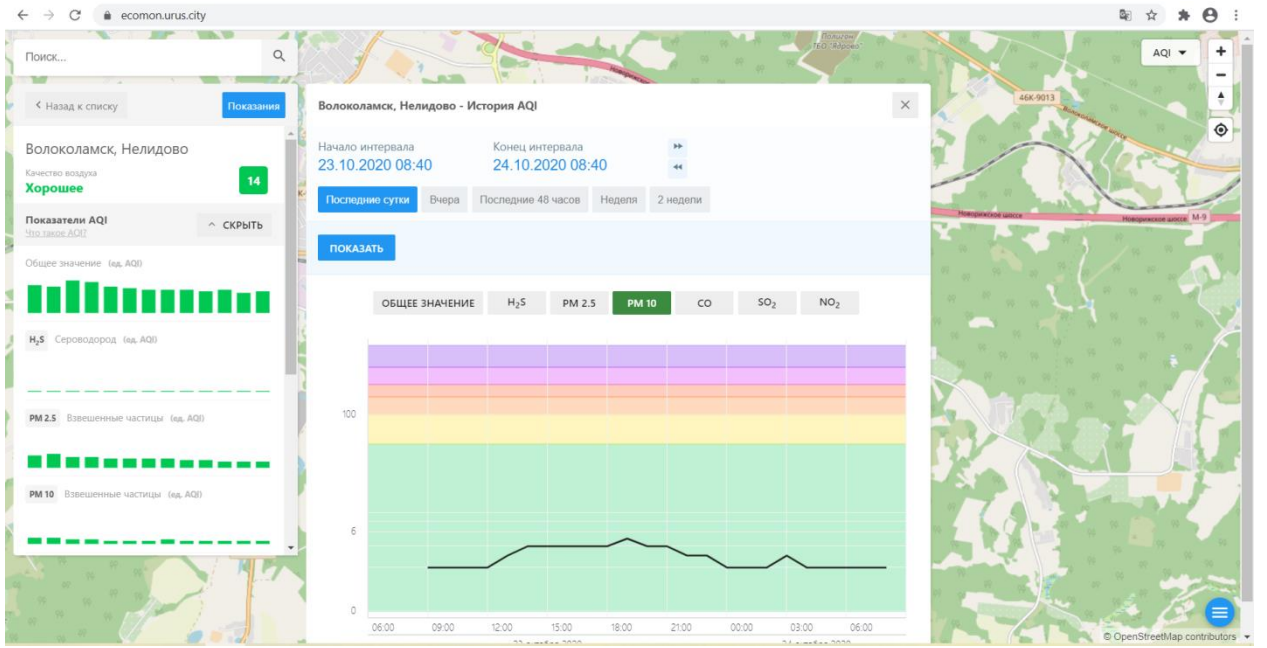 ecomon.urus.city
Поиск...
AQI
Назад к списку
Показания
Волоколамск, Нелидово
Качество воздуха
Хорошее
14
Показатели AQI
Что такое AQI?
СКРЫТЬ
Общее значение (ед. AQI)
H₂S Сероводород (ед. AQI)
PM 2.5 Взвешенные частицы (ед. AQI)
PM 10 Взвешенные частицы (ед. AQI)
Волоколамск, Нелидово - История AQI
Начало интервала
Конец интервала
23.10.2020 08:40
24.10.2020 08:40
Последние сутки Вчера Последние 48 часов Неделя 2 недели
ПОКАЗАТЬ
ОБЩЕЕ ЗНАЧЕНИЕ H₂S PM 2.5 PM 10 CO SO₂ NO₂
100
6
0
06:00 09:00 12:00 15:00 18:00 21:00 00:00 03:00 06:00
Полигон
ТБО "Ядрово"
46К-9013
Волоколамское шоссе
Новорижское шоссе
Новорижское шоссе
М-9
© OpenStreetMap contributors